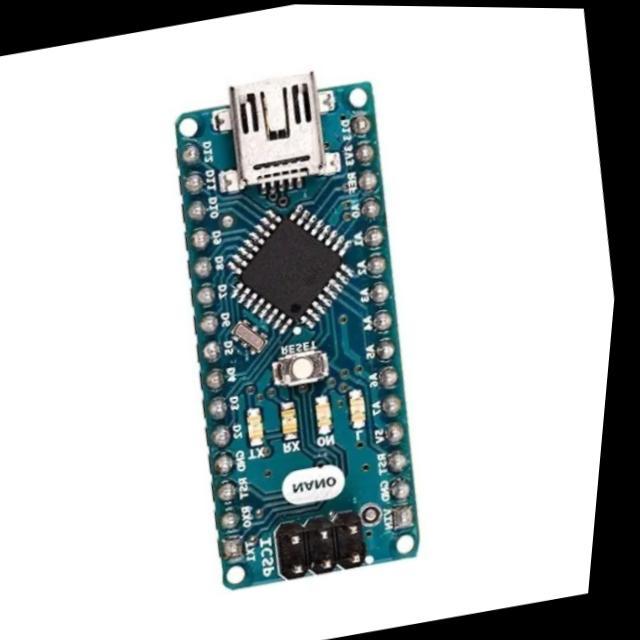 D12
D11
D10
D9
D8
D7
D6
D5
D4
D3
D2
GND
RST
RX0
TX1
D13
3V3
REF
A0
A1
A2
A3
A4
A5
A6
A7
5V
RST
GND
VIN
RESET
TX
RX
ON
L
NANO
ICSP